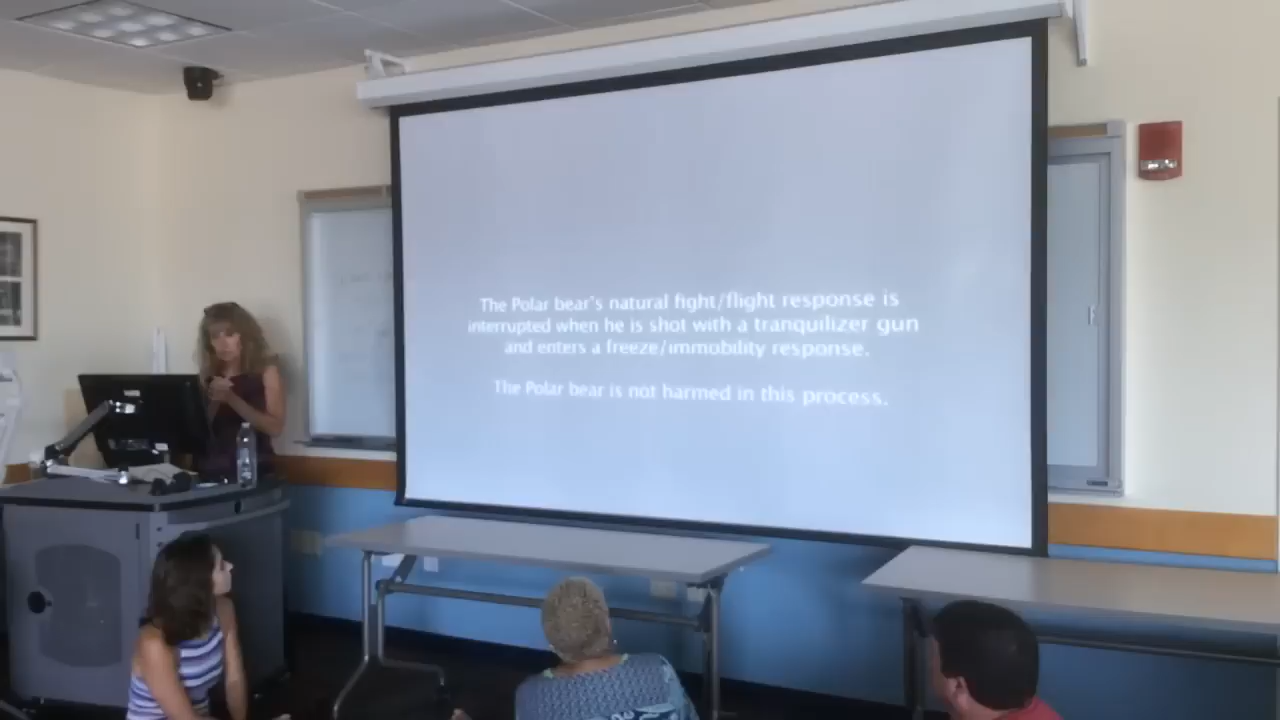 The Polar bear's natural fight/flight response is
interrupted when he is shot with a tranquilizer gun
and enters a freeze/immobility response.
The Polar bear is not harmed in this process.